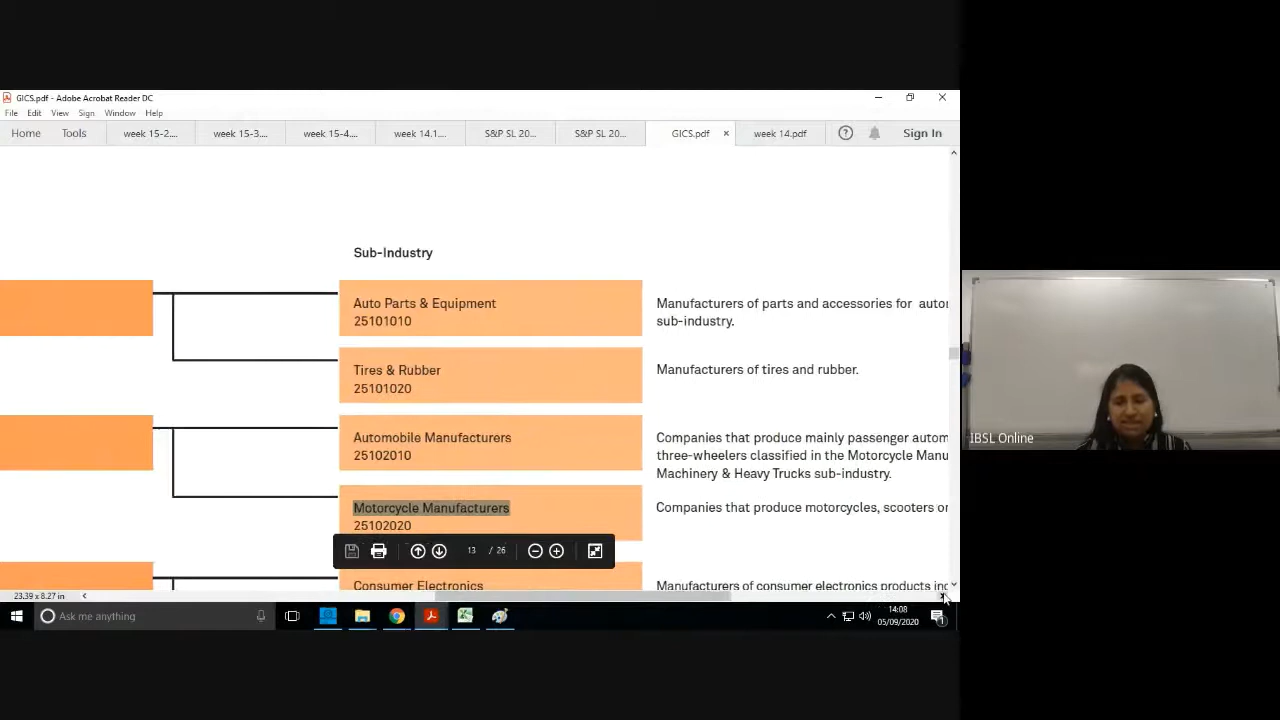 GICS.pdf - Adobe Acrobat Reader DC
File Edit View Sign Window Help
Home Tools week 15-2.... week 15-3.... week 15-4.... week 14.1.... S&P SL 20... S&P SL 20... GICS.pdf × week 14.pdf ? Sign In
Sub-Industry
Auto Parts & Equipment
25101010
Manufacturers of parts and accessories for auto
sub-industry.
Tires & Rubber
25101020
Manufacturers of tires and rubber.
Automobile Manufacturers
25102010
Companies that produce mainly passenger autom
three-wheelers classified in the Motorcycle Manu
Machinery & Heavy Trucks sub-industry.
Motorcycle Manufacturers
25102020
Companies that produce motorcycles, scooters or
13 / 26
Consumer Electronics
Manufacturers of consumer electronics products inc
23.39 x 8.27 in
Ask me anything
14:08
05/09/2020
1
IBSL Online